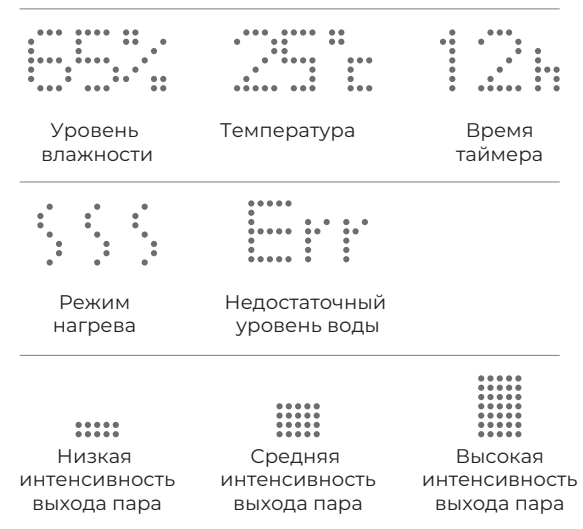 65% 25°c 12h
Уровень
влажности
Температура
Время
таймера
Err
Режим
нагрева
Недостаточный
уровень воды
Низкая
интенсивность
выхода пара
Средняя
интенсивность
выхода пара
Высокая
интенсивность
выхода пара